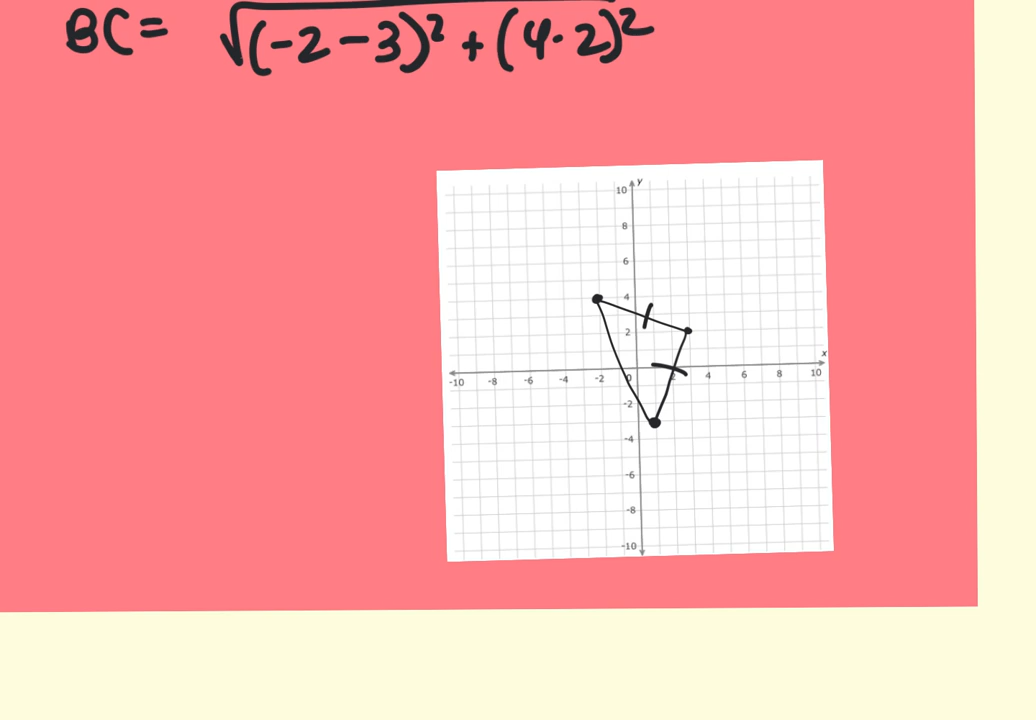 BC = √(-2-3)² + (4·2)²
y
10
8
6
4
2
x
-10 -8 -6 -4 -2 0 2 4 6 8 10
-2
-4
-6
-8
-10